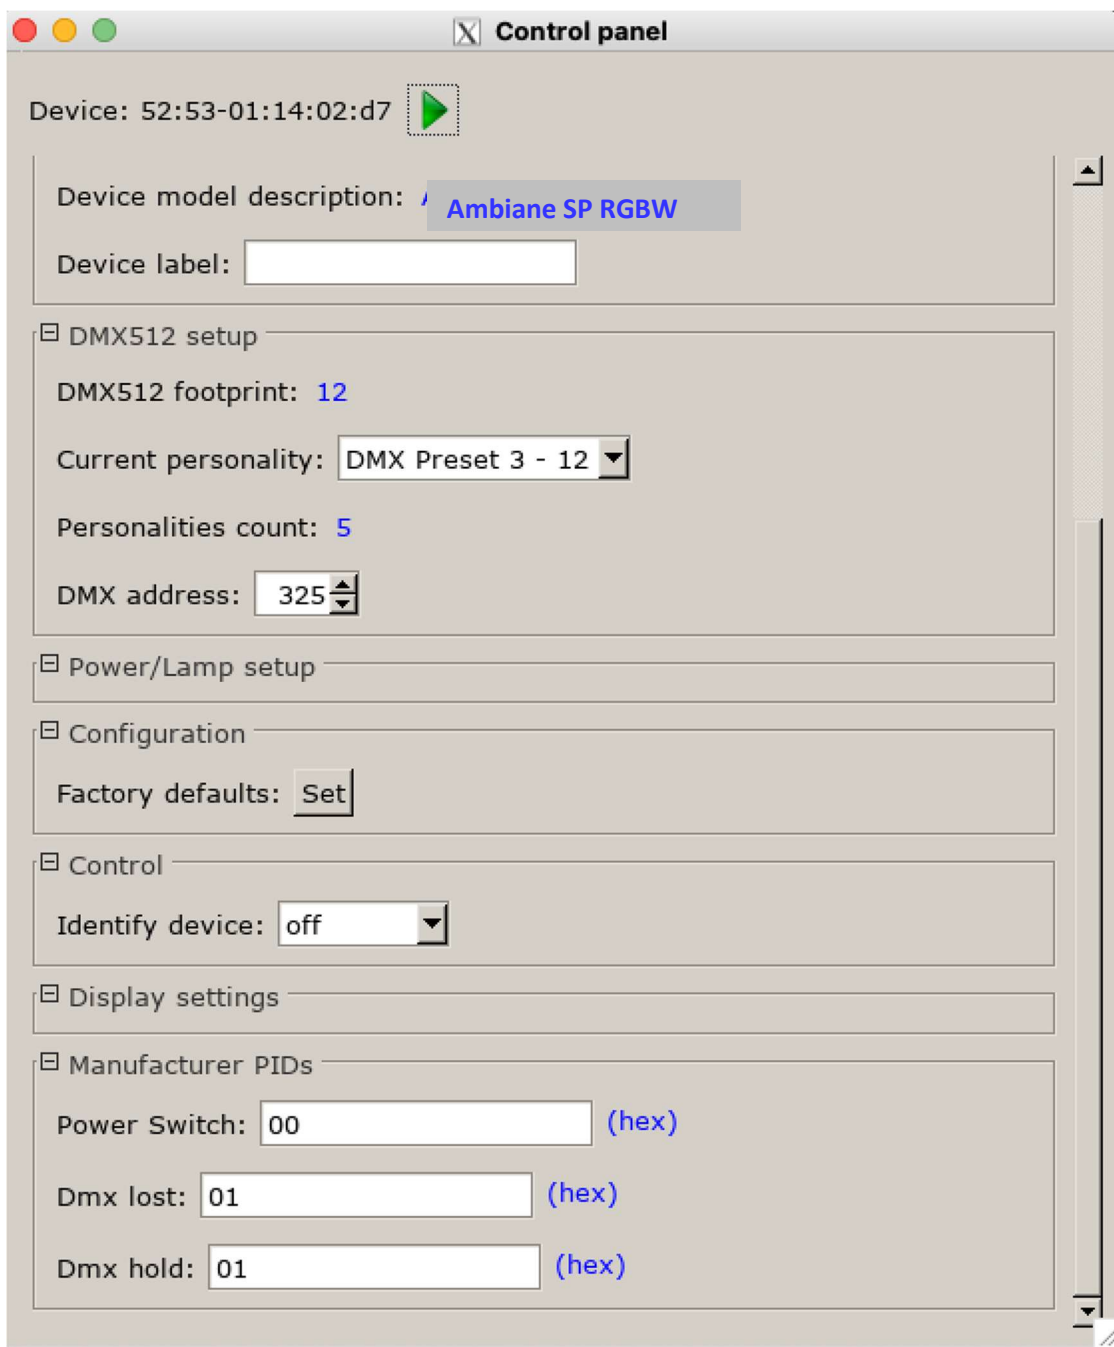 Control panel
Device: 52:53-01:14:02:d7
Device model description: Ambiane SP RGBW
Device label:
DMX512 setup
DMX512 footprint: 12
Current personality: DMX Preset 3 - 12
Personalities count: 5
DMX address: 325
Power/Lamp setup
Configuration
Factory defaults: Set
Control
Identify device: off
Display settings
Manufacturer PIDs
Power Switch: 00 (hex)
Dmx lost: 01 (hex)
Dmx hold: 01 (hex)